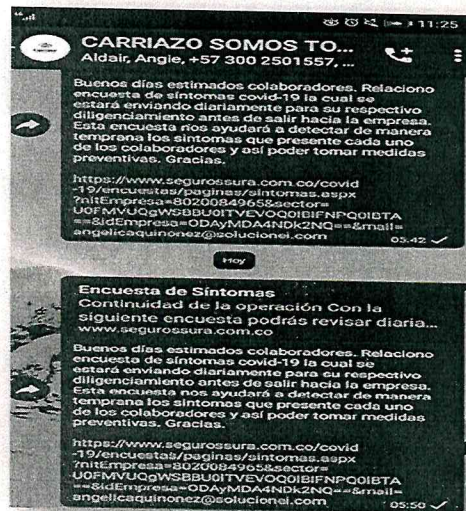 11:25
CARRIAZO SOMOS TO...
Aldair, Angie, +57 300 2501557, ...
Buenos días estimados colaboradores. Relaciono
encuesta de síntomas covid-19 la cual se
estará enviando diariamente para su respectivo
diligenciamiento antes de salir hacia la empresa.
Esta encuesta nos ayudará a detectar de manera
temprana los sintomas que presente cada uno
de los colaboradores y así poder tomar medidas
preventivas. Gracias.
https://www.segurossura.com.co/covid
-19/encuestas/paginas/sintomas.aspx
?nitEmpresa=8020084965&sector=
U0FMVUQgWSBBU0lTVEVOQ0lBIFNPQ0lBTA
==&idEmpresa=ODAyMDA4NDk2NQ==&mail=
angelicaquinonez@solucionei.com
05:42
Hoy
Encuesta de Síntomas
Continuidad de la operación Con la
siguiente encuesta podrás revisar diaria...
www.segurossura.com.co
Buenos días estimados colaboradores. Relaciono
encuesta de síntomas covid-19 la cual se
estará enviando diariamente para su respectivo
diligenciamiento antes de salir hacia la empresa.
Esta encuesta nos ayudará a detectar de manera
temprana los sintomas que presente cada uno
de los colaboradores y así poder tomar medidas
preventivas. Gracias.
https://www.segurossura.com.co/covid
-19/encuestas/paginas/sintomas.aspx
?nitEmpresa=8020084965&sector=
U0FMVUQgWSBBU0lTVEVOQ0lBIFNPQ0lBTA
==&idEmpresa=ODAyMDA4NDk2NQ==&mail=
angelicaquinonez@solucionei.com
05:50